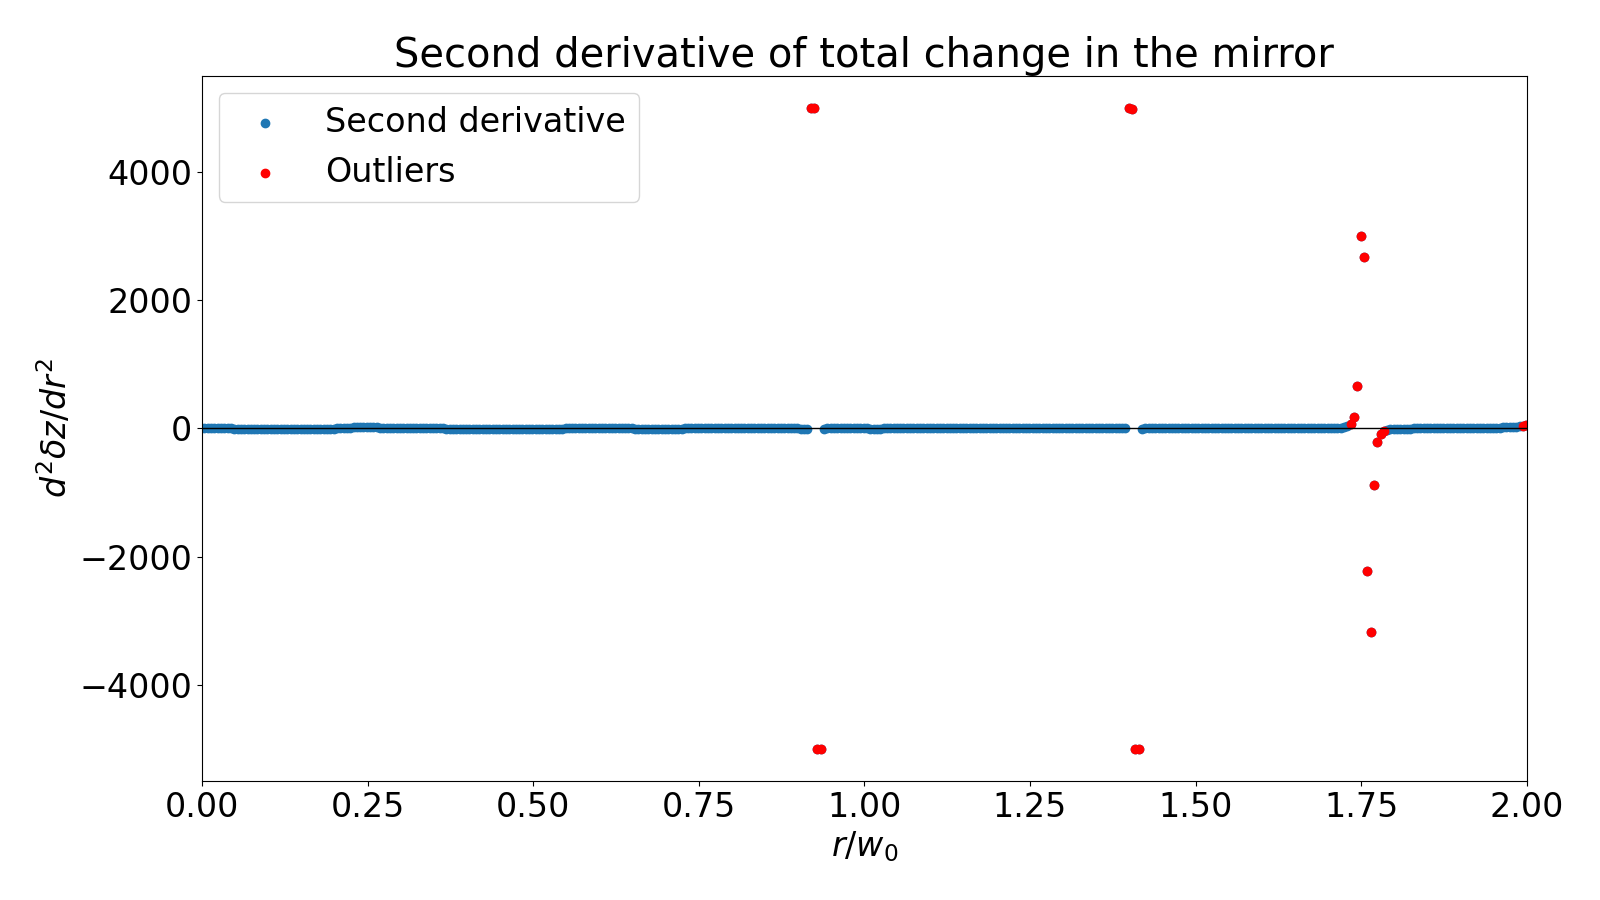 Second derivative of total change in the mirror
Second derivative
Outliers
4000
2000
0
−2000
−4000
d²δz/dr²
0.00 0.25 0.50 0.75 1.00 1.25 1.50 1.75 2.00
r/w₀